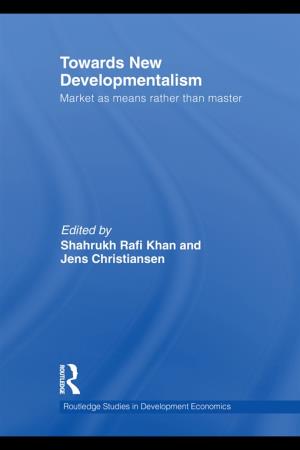 Towards New
Developmentalism
Market as means rather than master
Edited by
Shahrukh Rafi Khan and
Jens Christiansen
ROUTLEDGE
Routledge Studies in Development Economics